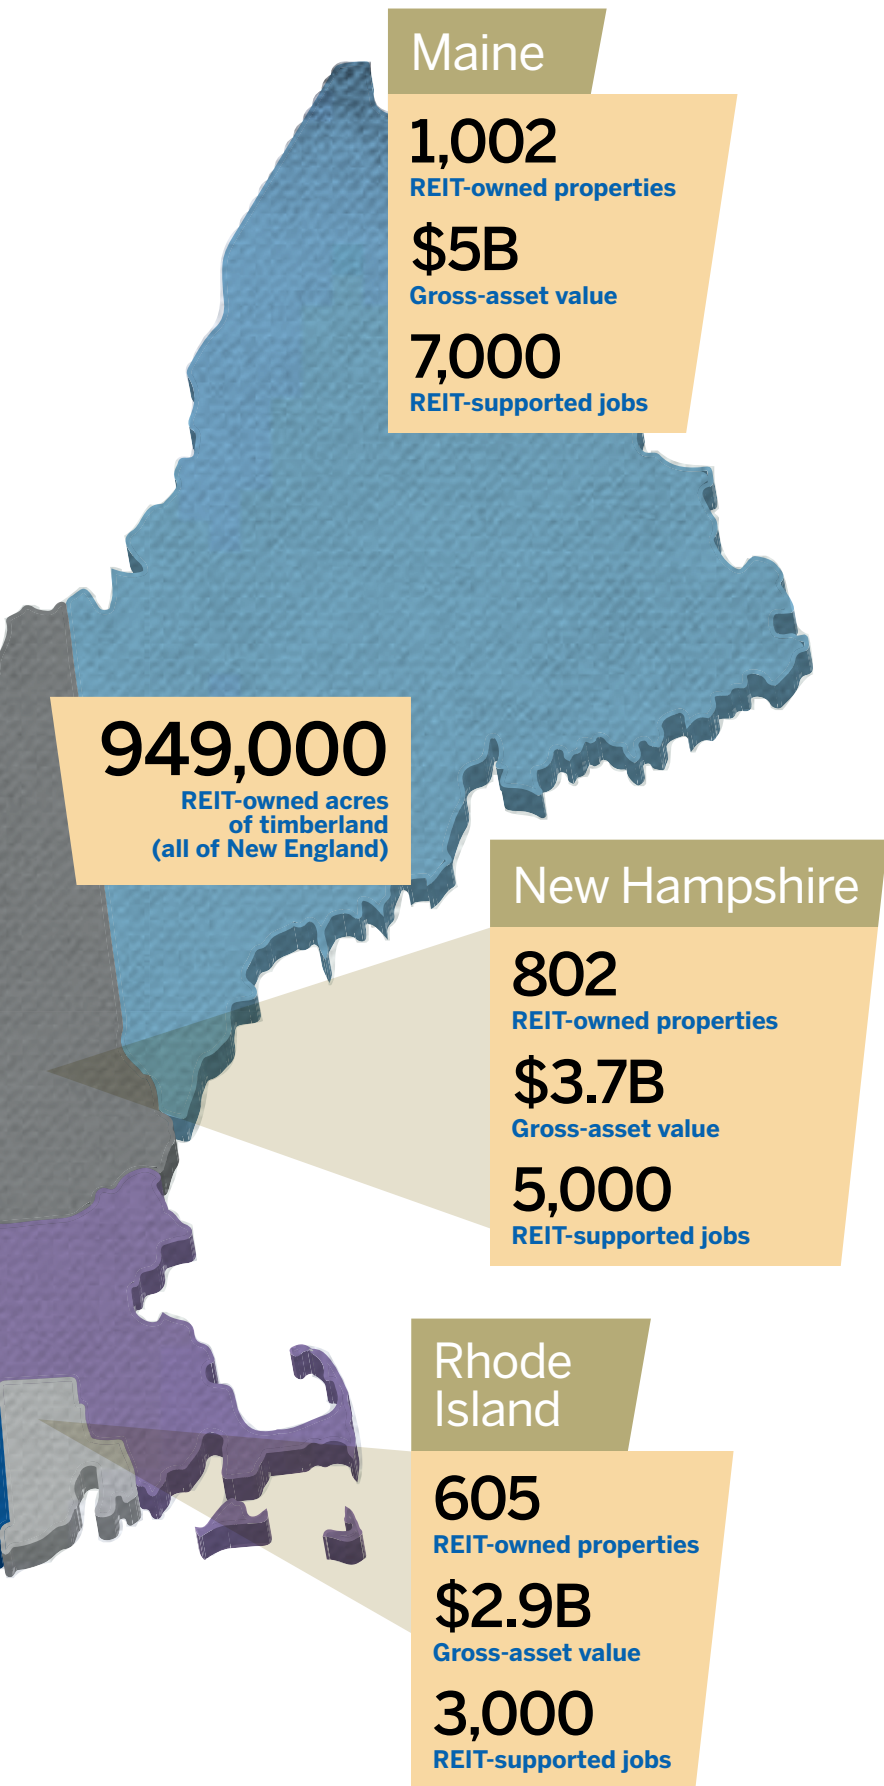 Maine
1,002
REIT-owned properties
$5B
Gross-asset value
7,000
REIT-supported jobs
949,000
REIT-owned acres
of timberland
(all of New England)
New Hampshire
802
REIT-owned properties
$3.7B
Gross-asset value
5,000
REIT-supported jobs
Rhode
Island
605
REIT-owned properties
$2.9B
Gross-asset value
3,000
REIT-supported jobs